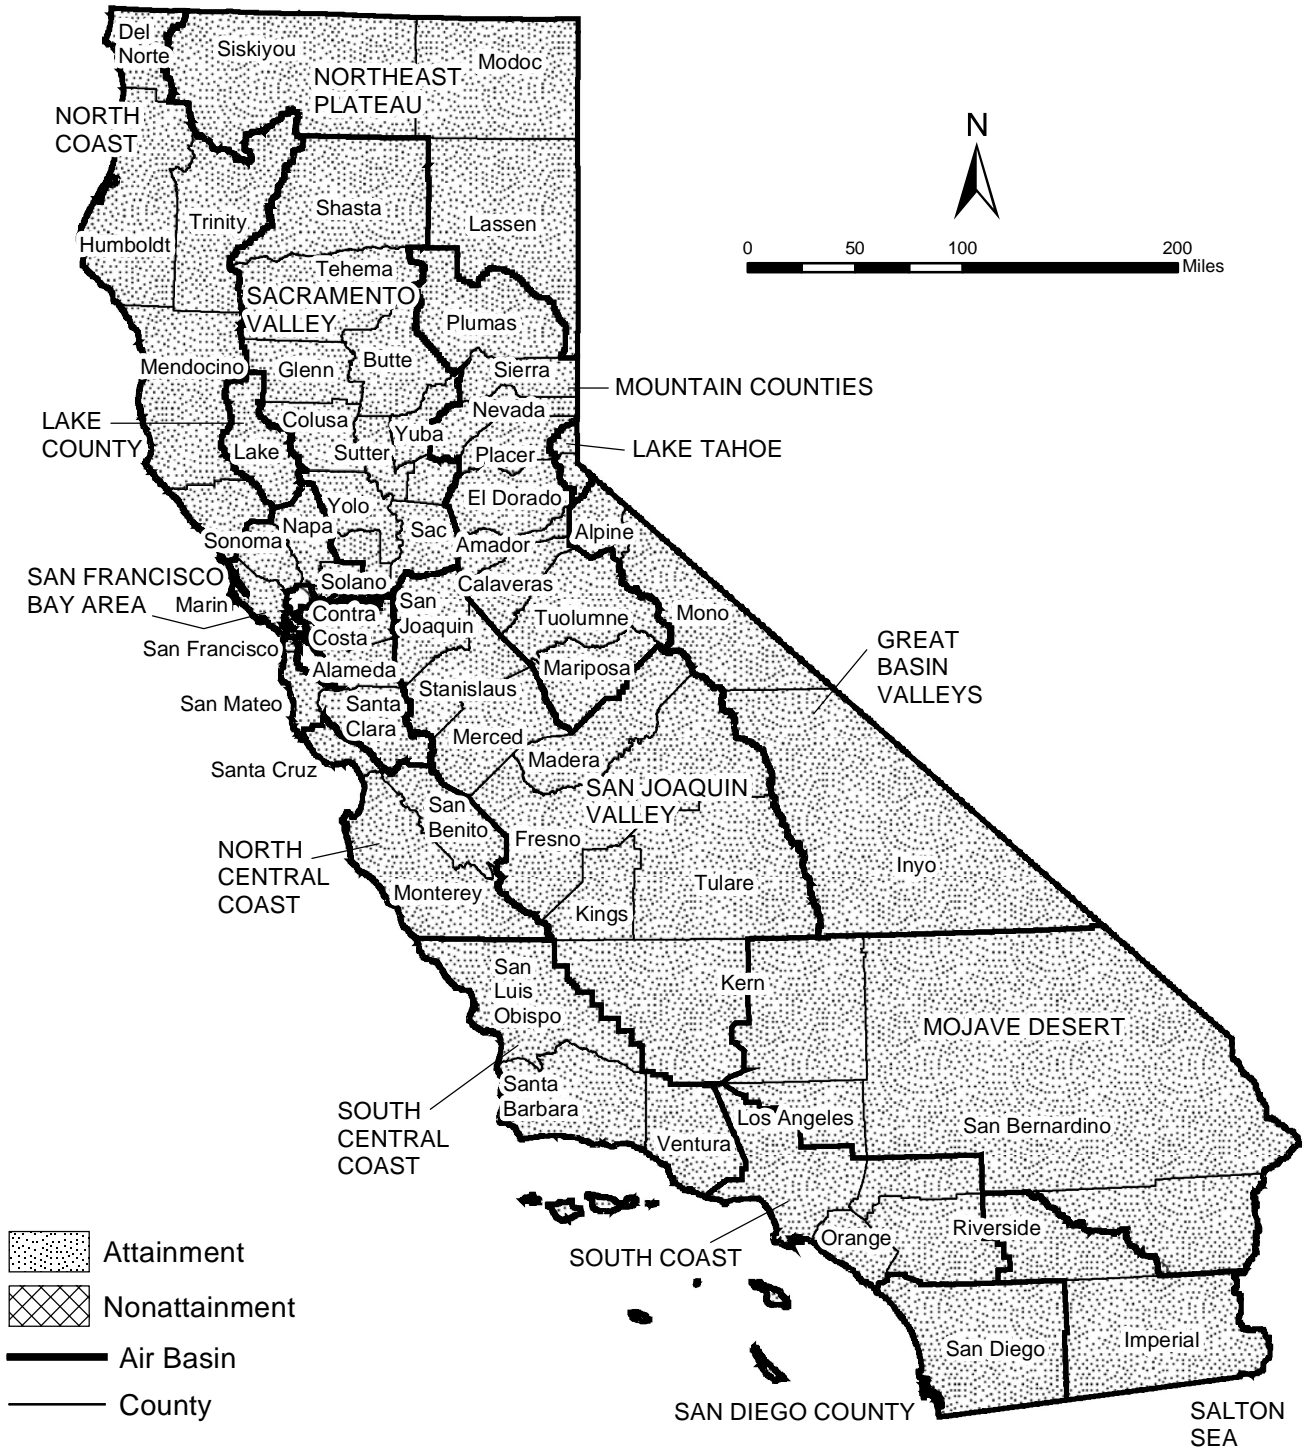 Del
Norte
Siskiyou
Modoc
NORTHEAST
PLATEAU
NORTH
COAST
N
Shasta
Trinity
Lassen
Humboldt
0 50 100 200
Miles
Tehema
SACRAMENTO
VALLEY
Plumas
Mendocino
Glenn
Butte
Sierra
MOUNTAIN COUNTIES
Nevada
LAKE
COUNTY
Colusa
Yuba
Lake
Sutter
Placer
LAKE TAHOE
El Dorado
Yolo
Napa
Sac
Alpine
Sonoma
Amador
SAN FRANCISCO
BAY AREA
Solano
Calaveras
Marin
Contra
Costa
San
Joaquin
Tuolumne
Mono
San Francisco
GREAT
BASIN
VALLEYS
Alameda
Mariposa
Stanislaus
San Mateo
Santa
Clara
Merced
Madera
Santa Cruz
SAN JOAQUIN
VALLEY
San
Benito
Fresno
NORTH
CENTRAL
COAST
Inyo
Monterey
Tulare
Kings
San
Luis
Obispo
Kern
MOJAVE DESERT
Santa
Barbara
SOUTH
CENTRAL
COAST
Los Angeles
San Bernardino
Ventura
Riverside
Orange
SOUTH COAST
Attainment
Nonattainment
Air Basin
County
San Diego
Imperial
SAN DIEGO COUNTY
SALTON
SEA